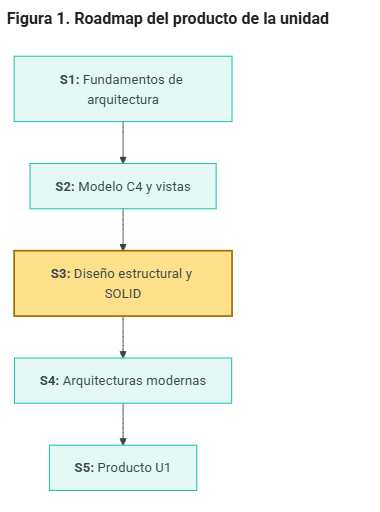 Figura 1. Roadmap del producto de la unidad
S1: Fundamentos de
arquitectura
S2: Modelo C4 y vistas
S3: Diseño estructural y
SOLID
S4: Arquitecturas modernas
S5: Producto U1